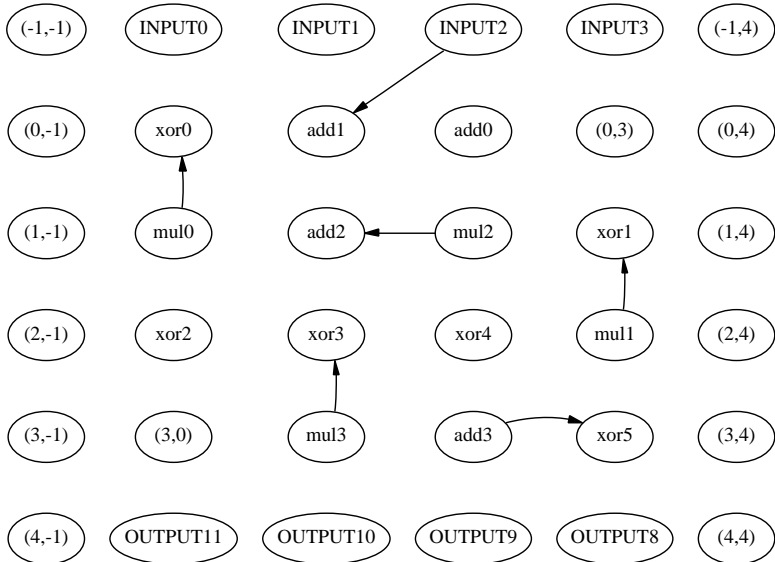 (-1,-1) INPUT0 INPUT1 INPUT2 INPUT3 (-1,4)
(0,-1) xor0 add1 add0 (0,3) (0,4)
(1,-1) mul0 add2 mul2 xor1 (1,4)
(2,-1) xor2 xor3 xor4 mul1 (2,4)
(3,-1) (3,0) mul3 add3 xor5 (3,4)
(4,-1) OUTPUT11 OUTPUT10 OUTPUT9 OUTPUT8 (4,4)